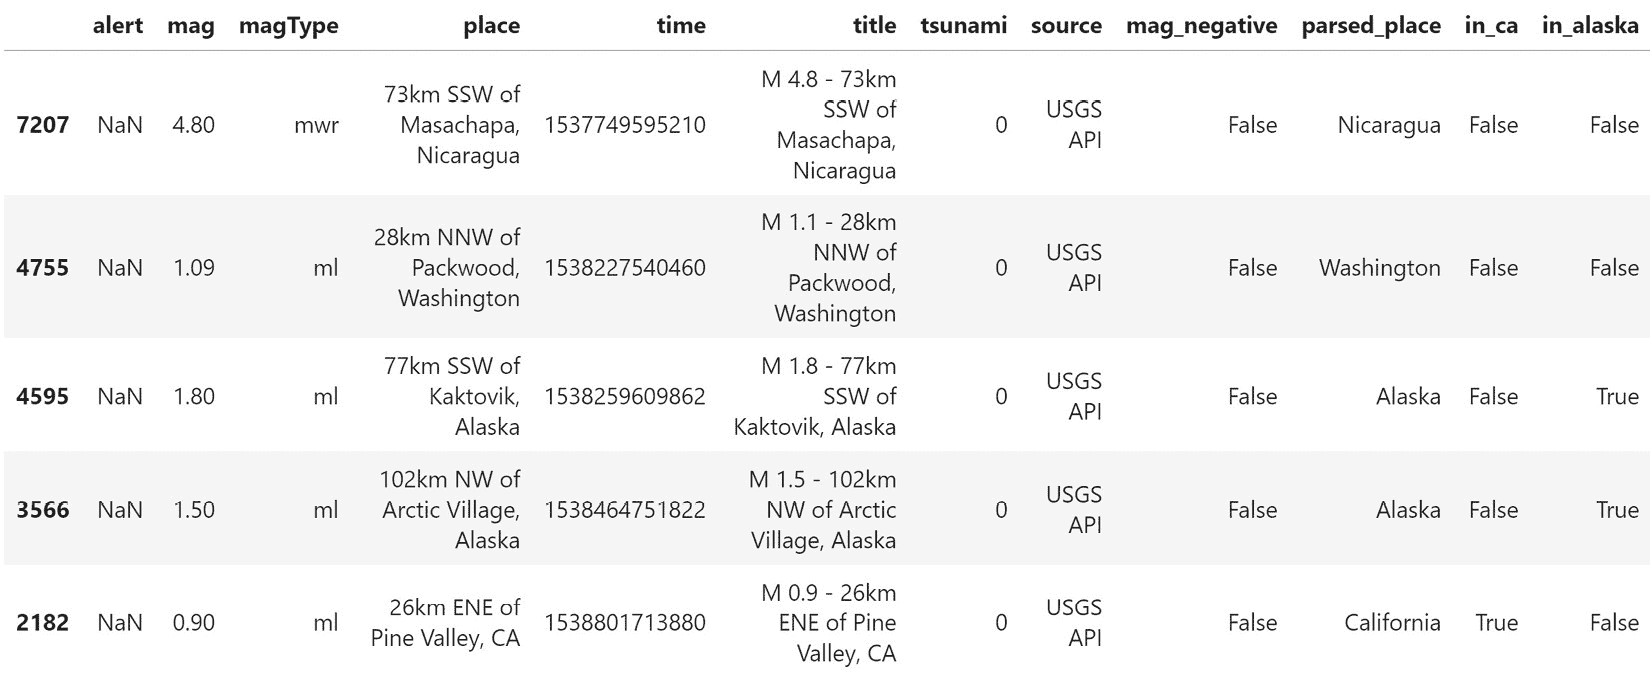 alert mag magType place time title tsunami source mag_negative parsed_place in_ca in_alaska
7207 NaN 4.80 mwr 73km SSW of Masachapa, Nicaragua 1537749595210 M 4.8 - 73km SSW of Masachapa, Nicaragua 0 USGS API False Nicaragua False False
4755 NaN 1.09 ml 28km NNW of Packwood, Washington 1538227540460 M 1.1 - 28km NNW of Packwood, Washington 0 USGS API False Washington False False
4595 NaN 1.80 ml 77km SSW of Kaktovik, Alaska 1538259609862 M 1.8 - 77km SSW of Kaktovik, Alaska 0 USGS API False Alaska False True
3566 NaN 1.50 ml 102km NW of Arctic Village, Alaska 1538464751822 M 1.5 - 102km NW of Arctic Village, Alaska 0 USGS API False Alaska False True
2182 NaN 0.90 ml 26km ENE of Pine Valley, CA 1538801713880 M 0.9 - 26km ENE of Pine Valley, CA 0 USGS API False California True False